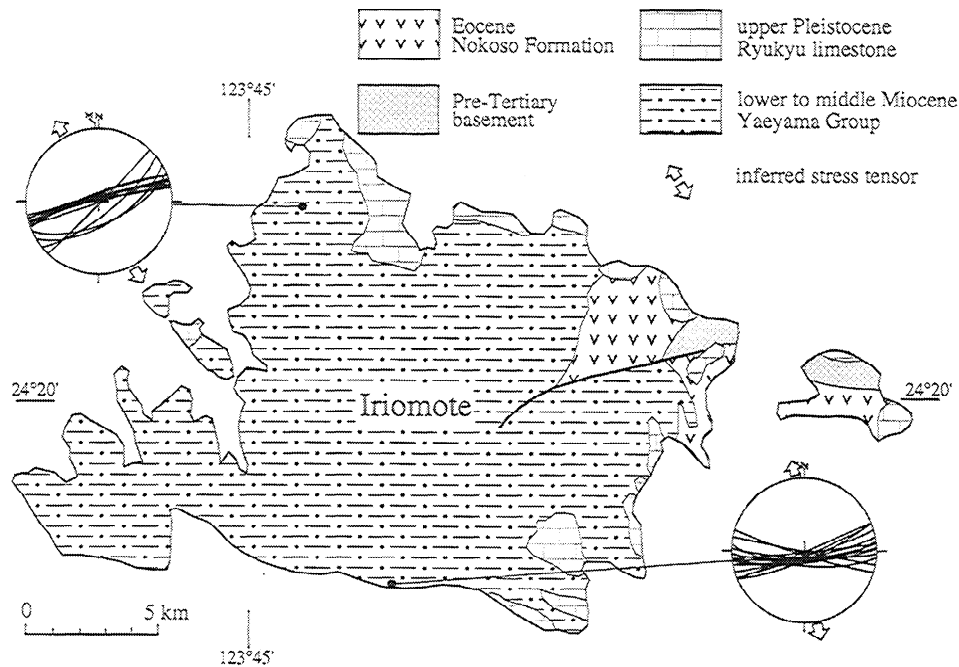 Eocene
Nokoso Formation
upper Pleistocene
Ryukyu limestone
Pre-Tertiary
basement
lower to middle Miocene
Yaeyama Group
inferred stress tensor
123°45'
24°20'
Iriomote
24°20'
0
5 km
123°45'